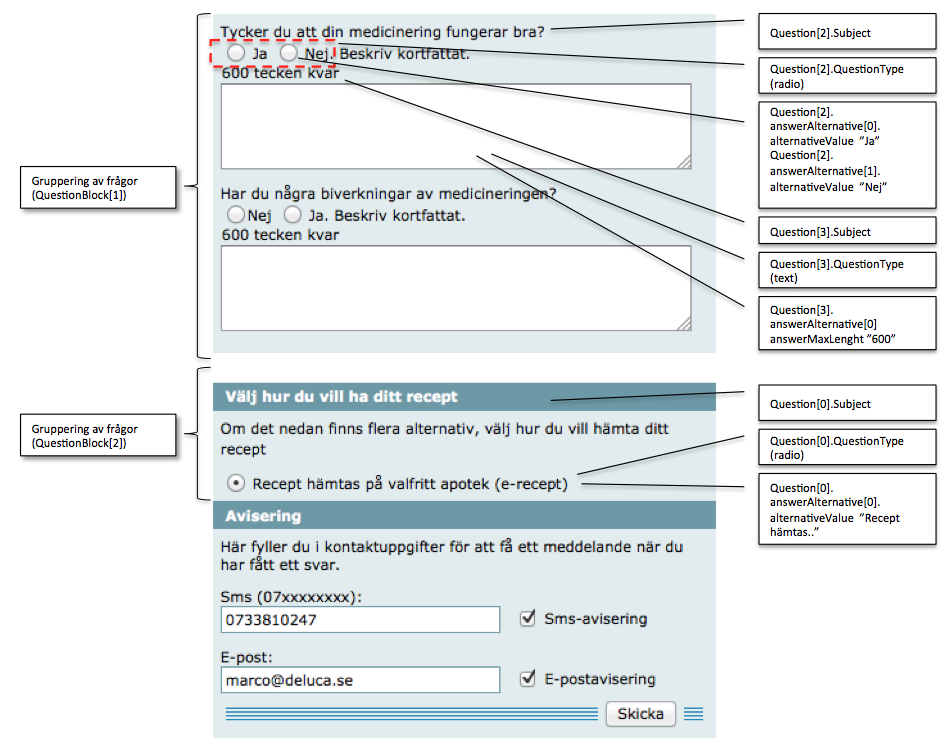 Tycker du att din medicinering fungerar bra?
Ja Nej. Beskriv kortfattat.
600 tecken kvar
Har du några biverkningar av medicineringen?
Nej Ja. Beskriv kortfattat.
600 tecken kvar
Gruppering av frågor
(QuestionBlock[1])
Question[2].Subject
Question[2].QuestionType
(radio)
Question[2].
answerAlternative[0].
alternativeValue ”Ja”
Question[2].
answerAlternative[1].
alternativeValue ”Nej”
Question[3].Subject
Question[3].QuestionType
(text)
Question[3].
answerAlternative[0]
answerMaxLenght ”600”
Välj hur du vill ha ditt recept
Om det nedan finns flera alternativ, välj hur du vill hämta ditt
recept
Recept hämtas på valfritt apotek (e-recept)
Gruppering av frågor
(QuestionBlock[2])
Question[0].Subject
Question[0].QuestionType
(radio)
Question[0].
answerAlternative[0].
alternativeValue ”Recept
hämtas..”
Avisering
Här fyller du i kontaktuppgifter för att få ett meddelande när du
har fått ett svar.
Sms (07xxxxxxxx):
0733810247
Sms-avisering
E-post:
marco@deluca.se
E-postavisering
Skicka